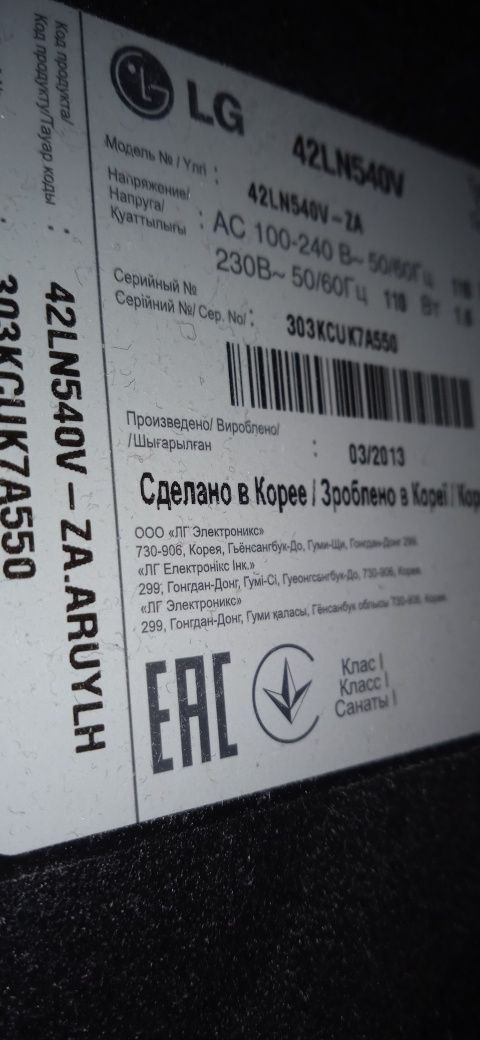 LG
42LN540V
Модель № / Үлгі : 42LN540V-ZA
Напряжение/
Напруга/
Қуаттылығы : AC 100-240 В~ 50/60Гц 110
230В~ 50/60Гц 110 Вт 1.6
Серийный №
Серійний №/ Сер. No/ : 303KCUK7A550
Произведено/ Вироблено/
/Шығарылған : 03/2013
Сделано в Корее / Зроблено в Кореї /
ООО «ЛГ Электроникс»
730-906, Корея, Гьёнсангбук-До, Гуми-Щи, Гонгдан-Донг 299.
«ЛГ Електронікс Інк.»
299, Гонгдан-Донг, Гумі-Сі, Гуеонгсангбук-До, 730-906, Корея.
«ЛГ Электроникс»
299, Гонгдан-Донг, Гуми қаласы, Гёнсанбук облысы 730-906, Корея.
EAC
Клас I
Класс I
Санаты I
Код продукта/
Код продукту/Тауар коды :
42LN540V-ZA.ARUYLH
303KCUK7A550